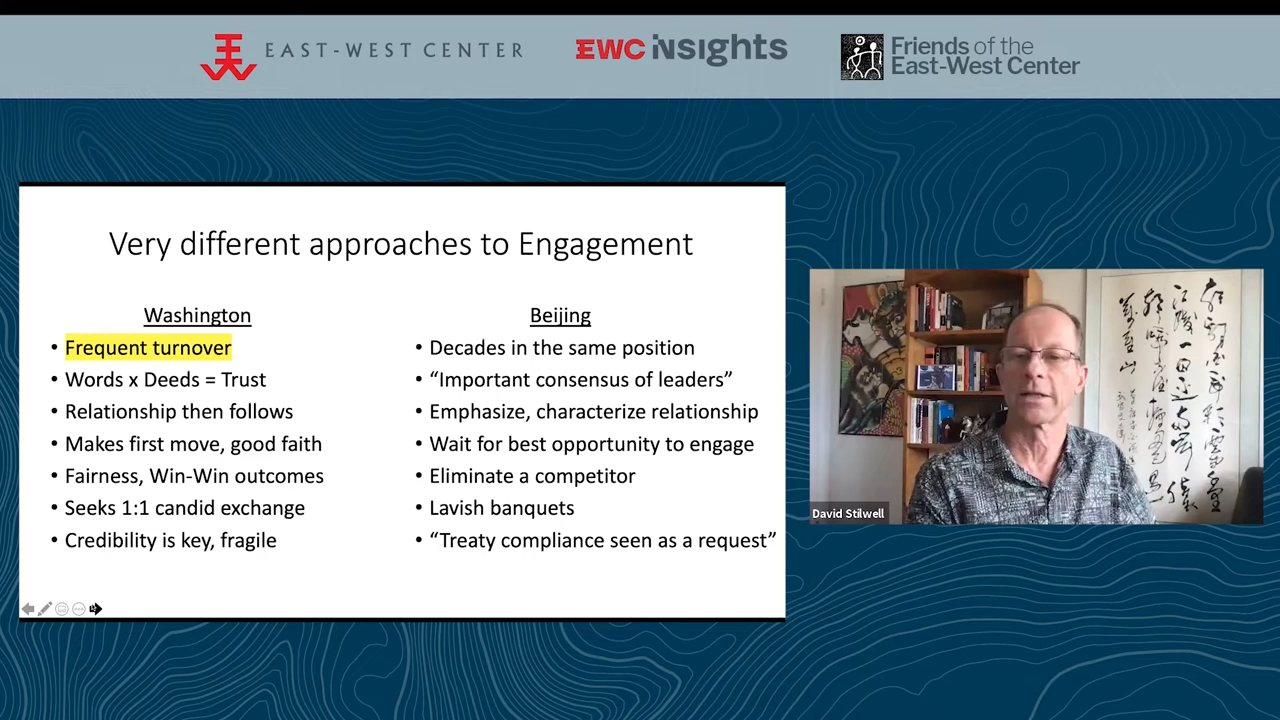 EAST-WEST CENTER
EWC iNsights
Friends of the
East-West Center
Very different approaches to Engagement
Washington
• Frequent turnover
• Words x Deeds = Trust
• Relationship then follows
• Makes first move, good faith
• Fairness, Win-Win outcomes
• Seeks 1:1 candid exchange
• Credibility is key, fragile
Beijing
• Decades in the same position
• “Important consensus of leaders”
• Emphasize, characterize relationship
• Wait for best opportunity to engage
• Eliminate a competitor
• Lavish banquets
• “Treaty compliance seen as a request”
David Stilwell